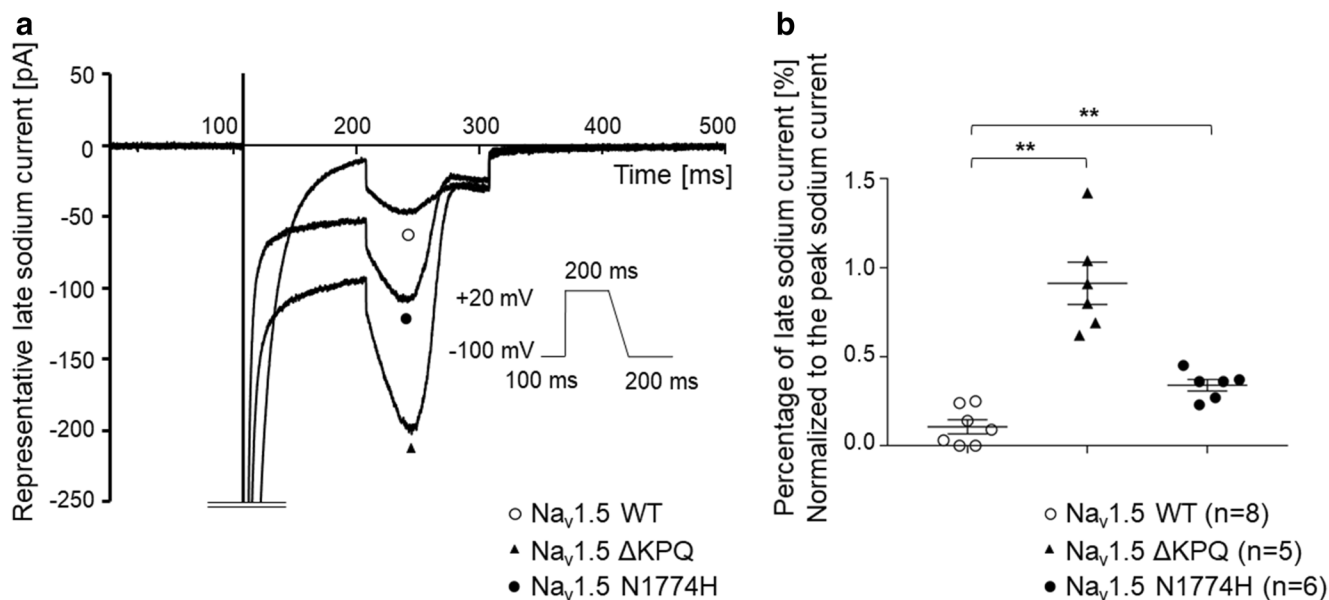 a
Representative late sodium current [pA]
50
0
-50
-100
-150
-200
-250
100
200
300
400
500
Time [ms]
200 ms
+20 mV
-100 mV
100 ms
200 ms
Nav1.5 WT
Nav1.5 ΔKPQ
Nav1.5 N1774H
b
Percentage of late sodium current [%]
Normalized to the peak sodium current
**
**
1.5
1.0
0.5
0.0
Nav1.5 WT (n=8)
Nav1.5 ΔKPQ (n=5)
Nav1.5 N1774H (n=6)